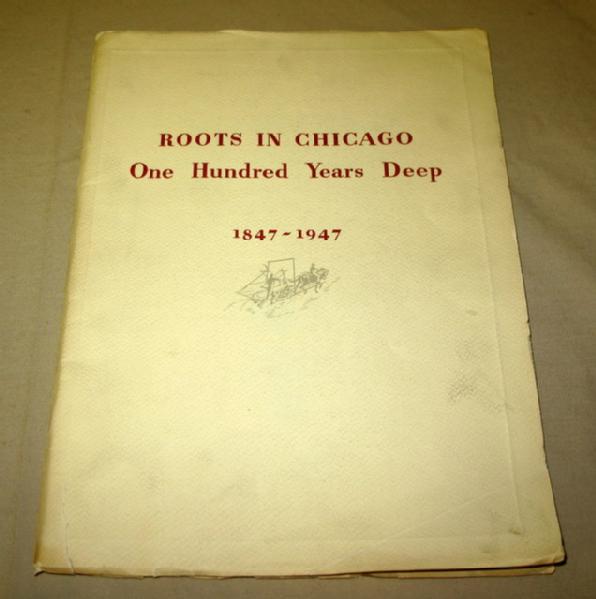 ROOTS IN CHICAGO
One Hundred Years Deep
1847-1947